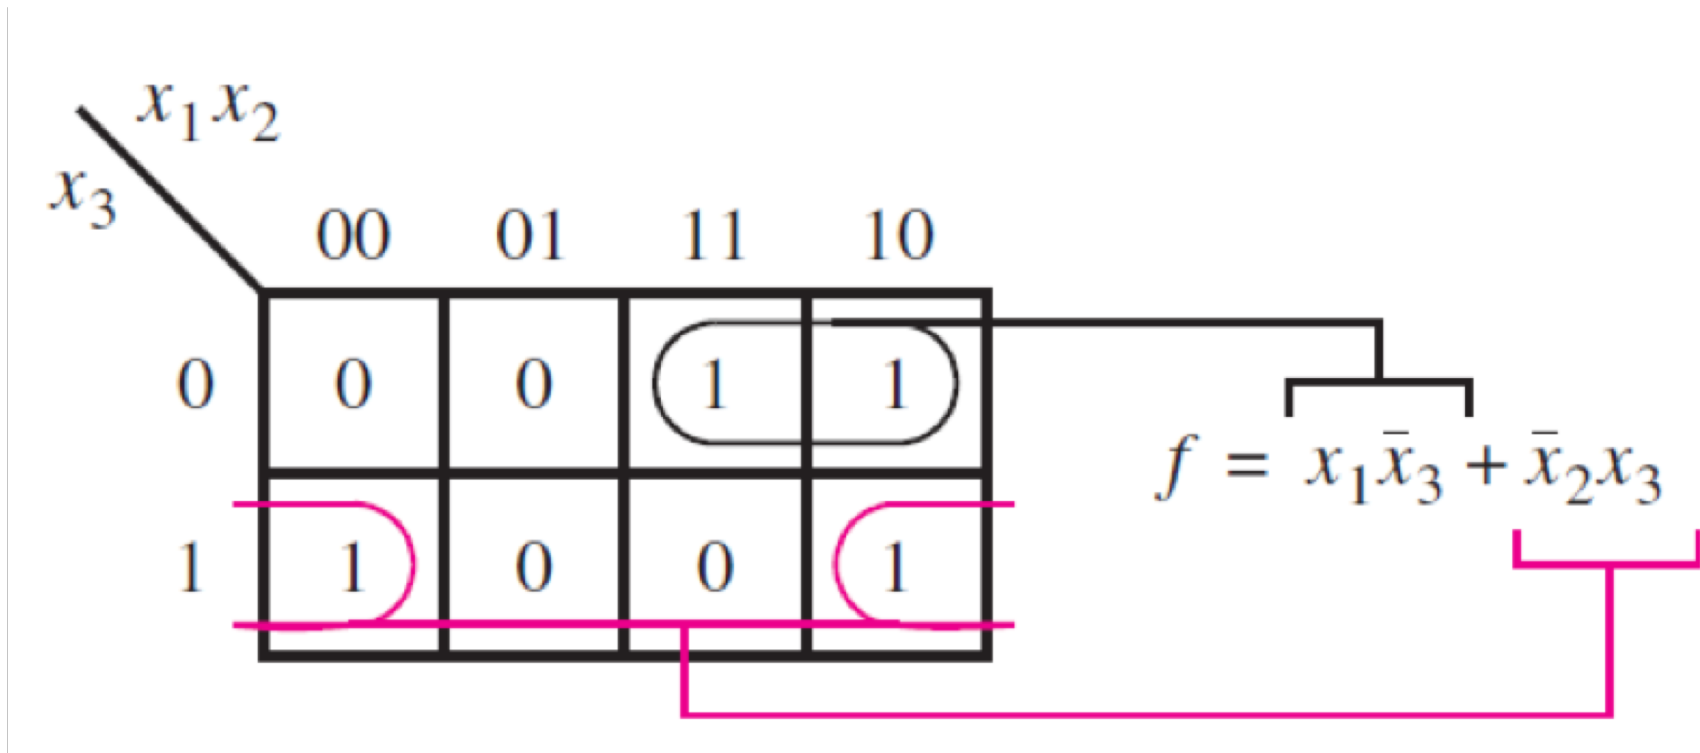 x₁x₂
x₃
00 01 11 10
0 0 0 1 1
f = x₁x̄₃ + x̄₂x₃
1 1 0 0 1